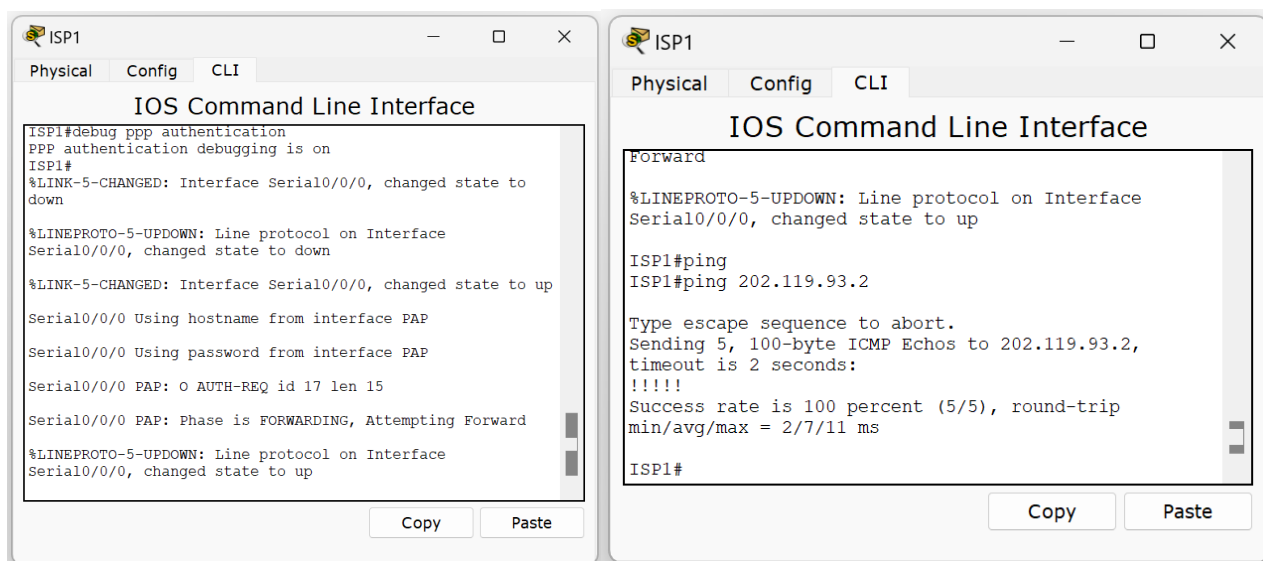 ISP1
Physical Config CLI
IOS Command Line Interface
ISP1#debug ppp authentication
PPP authentication debugging is on
ISP1#
%LINK-5-CHANGED: Interface Serial0/0/0, changed state to
down
%LINEPROTO-5-UPDOWN: Line protocol on Interface
Serial0/0/0, changed state to down
%LINK-5-CHANGED: Interface Serial0/0/0, changed state to up
Serial0/0/0 Using hostname from interface PAP
Serial0/0/0 Using password from interface PAP
Serial0/0/0 PAP: O AUTH-REQ id 17 len 15
Serial0/0/0 PAP: Phase is FORWARDING, Attempting Forward
%LINEPROTO-5-UPDOWN: Line protocol on Interface
Serial0/0/0, changed state to up
Copy Paste
ISP1
Physical Config CLI
IOS Command Line Interface
Forward
%LINEPROTO-5-UPDOWN: Line protocol on Interface
Serial0/0/0, changed state to up
ISP1#ping
ISP1#ping 202.119.93.2
Type escape sequence to abort.
Sending 5, 100-byte ICMP Echos to 202.119.93.2,
timeout is 2 seconds:
!!!!!
Success rate is 100 percent (5/5), round-trip
min/avg/max = 2/7/11 ms
ISP1#
Copy Paste